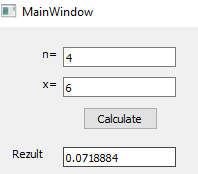 MainWindow
n= 4
x= 6
Calculate
Rezult 0.0718884